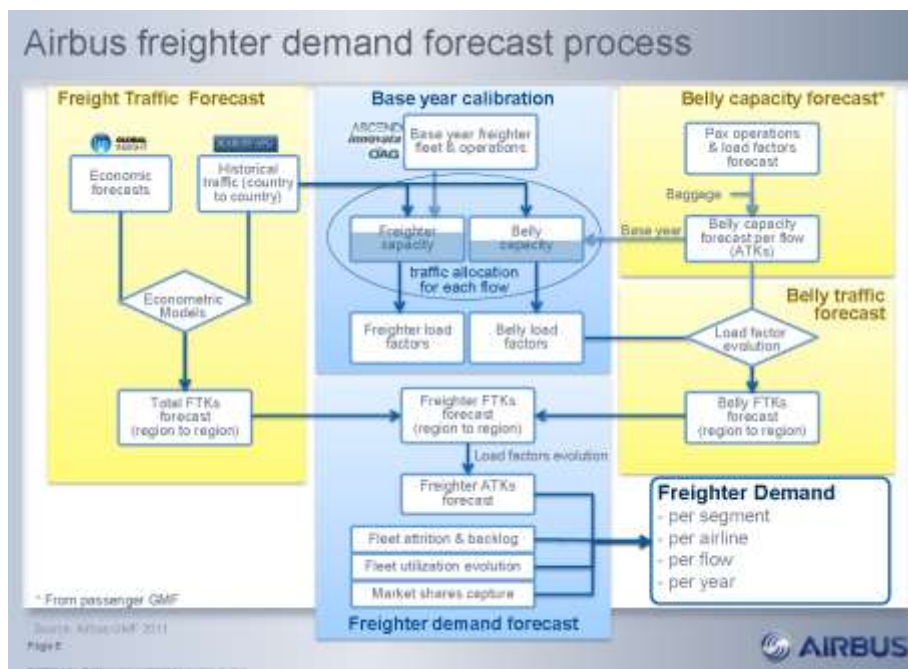 Airbus freighter demand forecast process
Freight Traffic Forecast
GLOBAL
INSIGHT
Economic
forecasts
Historical
traffic (country
to country)
Econometric
Models
Total FTKs
forecast
(region to region)
Base year calibration
ASCEND
innovata
OAG
Base year freighter
fleet & operations
Freighter
capacity
Belly
capacity
traffic allocation
for each flow
Freighter load
factors
Belly load
factors
Belly capacity forecast*
Pax operations
& load factors
forecast
Baggage
Base year
Belly capacity
forecast per flow
(ATKs)
Belly traffic
forecast
Load factor
evolution
Belly FTKs
forecast
(region to region)
Freighter FTKs
forecast
(region to region)
Load factors evolution
Freighter ATKs
forecast
Fleet attrition & backlog
Fleet utilization evolution
Market shares capture
Freighter demand forecast
Freighter Demand
- per segment
- per airline
- per flow
- per year
* From passenger GMF
Source: Airbus GMF 2011
AIRBUS